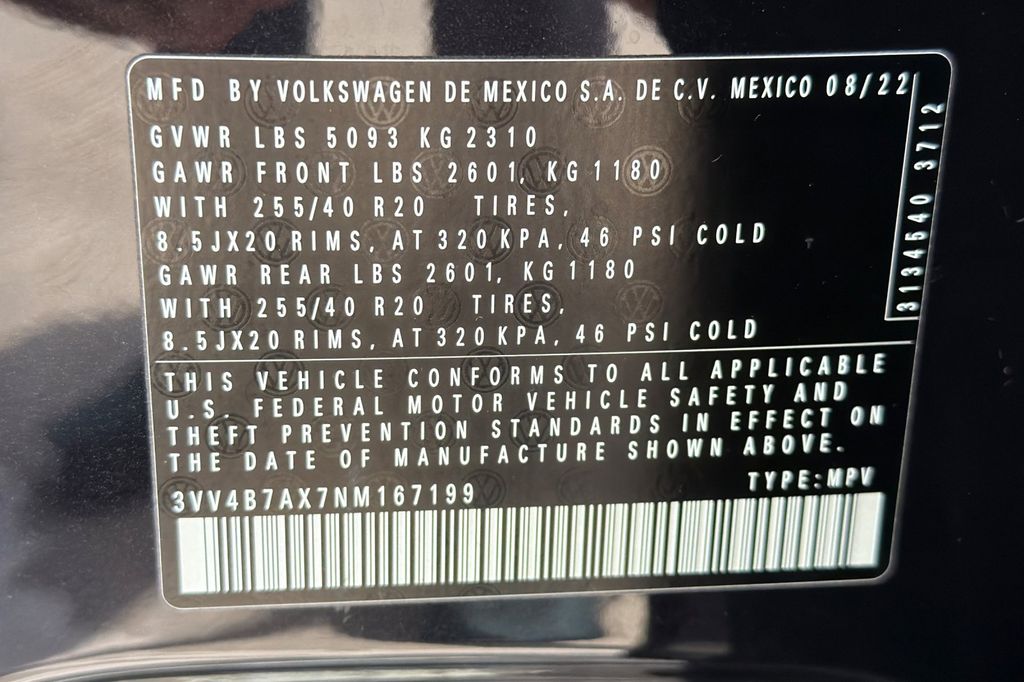 MFD BY VOLKSWAGEN DE MEXICO S.A. DE C.V. MEXICO 08/22
GVWR LBS 5093 KG 2310
GAWR FRONT LBS 2601, KG 1180
WITH 255/40 R20 TIRES,
8.5JX20 RIMS, AT 320 KPA, 46 PSI COLD
GAWR REAR LBS 2601, KG 1180
WITH 255/40 R20 TIRES,
8.5JX20 RIMS, AT 320 KPA, 46 PSI COLD
3134540 3712
THIS VEHICLE CONFORMS TO ALL APPLICABLE
U.S. FEDERAL MOTOR VEHICLE SAFETY AND
THEFT PREVENTION STANDARDS IN EFFECT ON
THE DATE OF MANUFACTURE SHOWN ABOVE.
3VV4B7AX7NM167199 TYPE: MPV